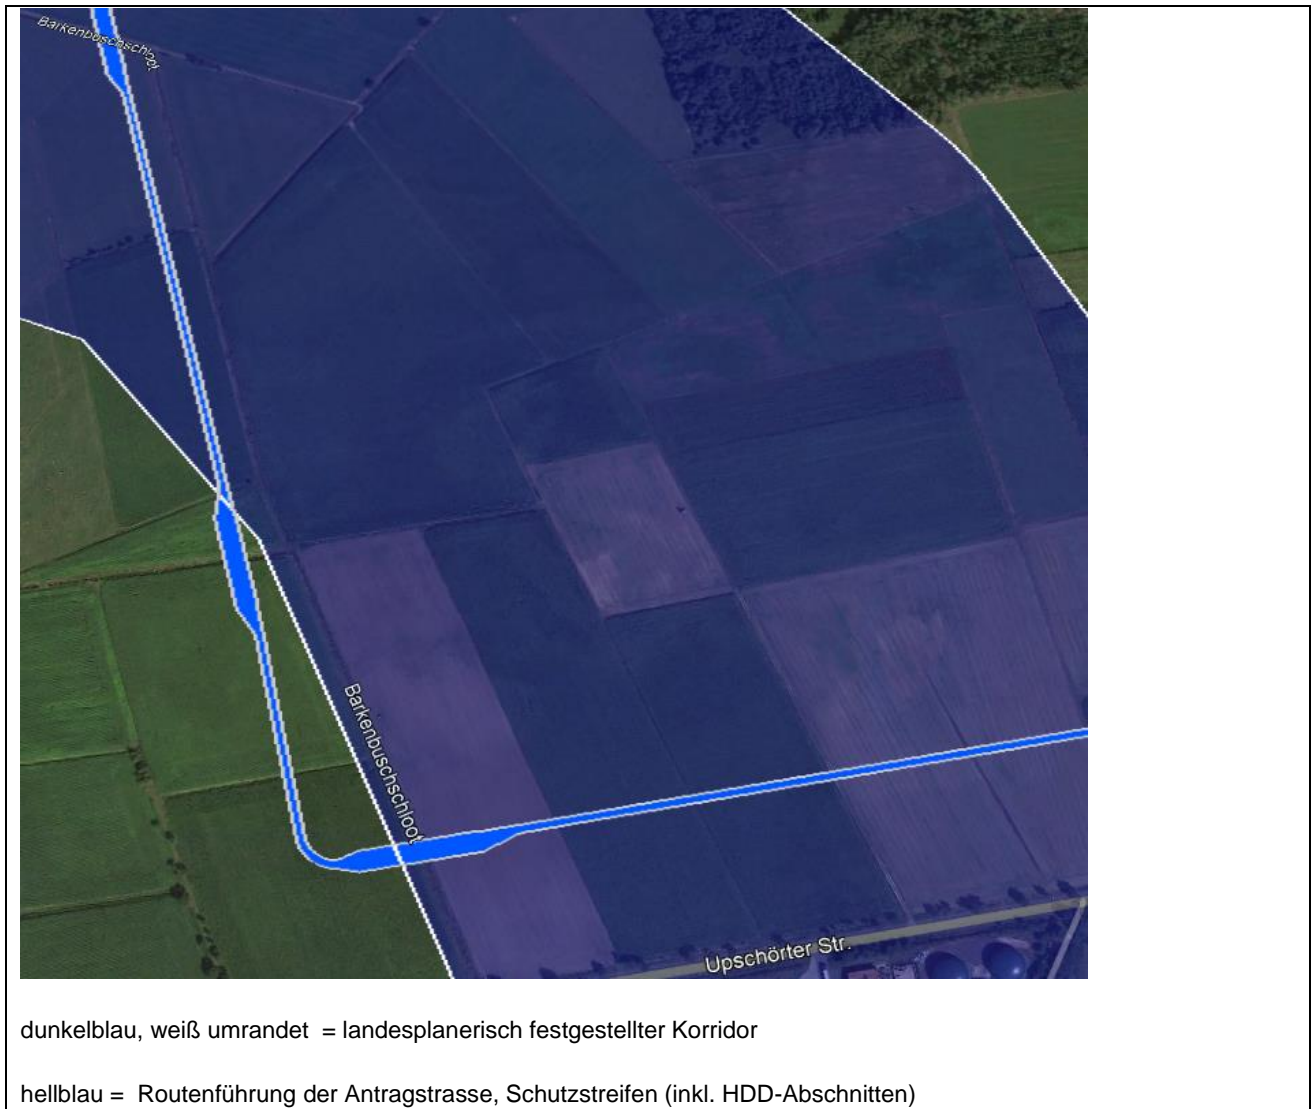 Barkenbuschschloot
Barkenbuschschloot
Upschörter Str.
dunkelblau, weiß umrandet = landesplanerisch festgestellter Korridor
hellblau = Routenführung der Antragstrasse, Schutzstreifen (inkl. HDD-Abschnitten)